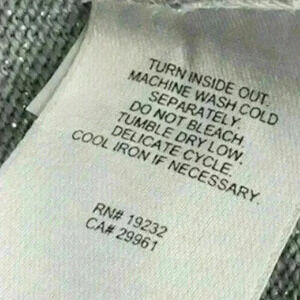 TURN INSIDE OUT.
MACHINE WASH COLD
SEPARATELY.
DO NOT BLEACH.
TUMBLE DRY LOW.
DELICATE CYCLE.
COOL IRON IF NECESSARY.
RN# 19232
CA# 29961